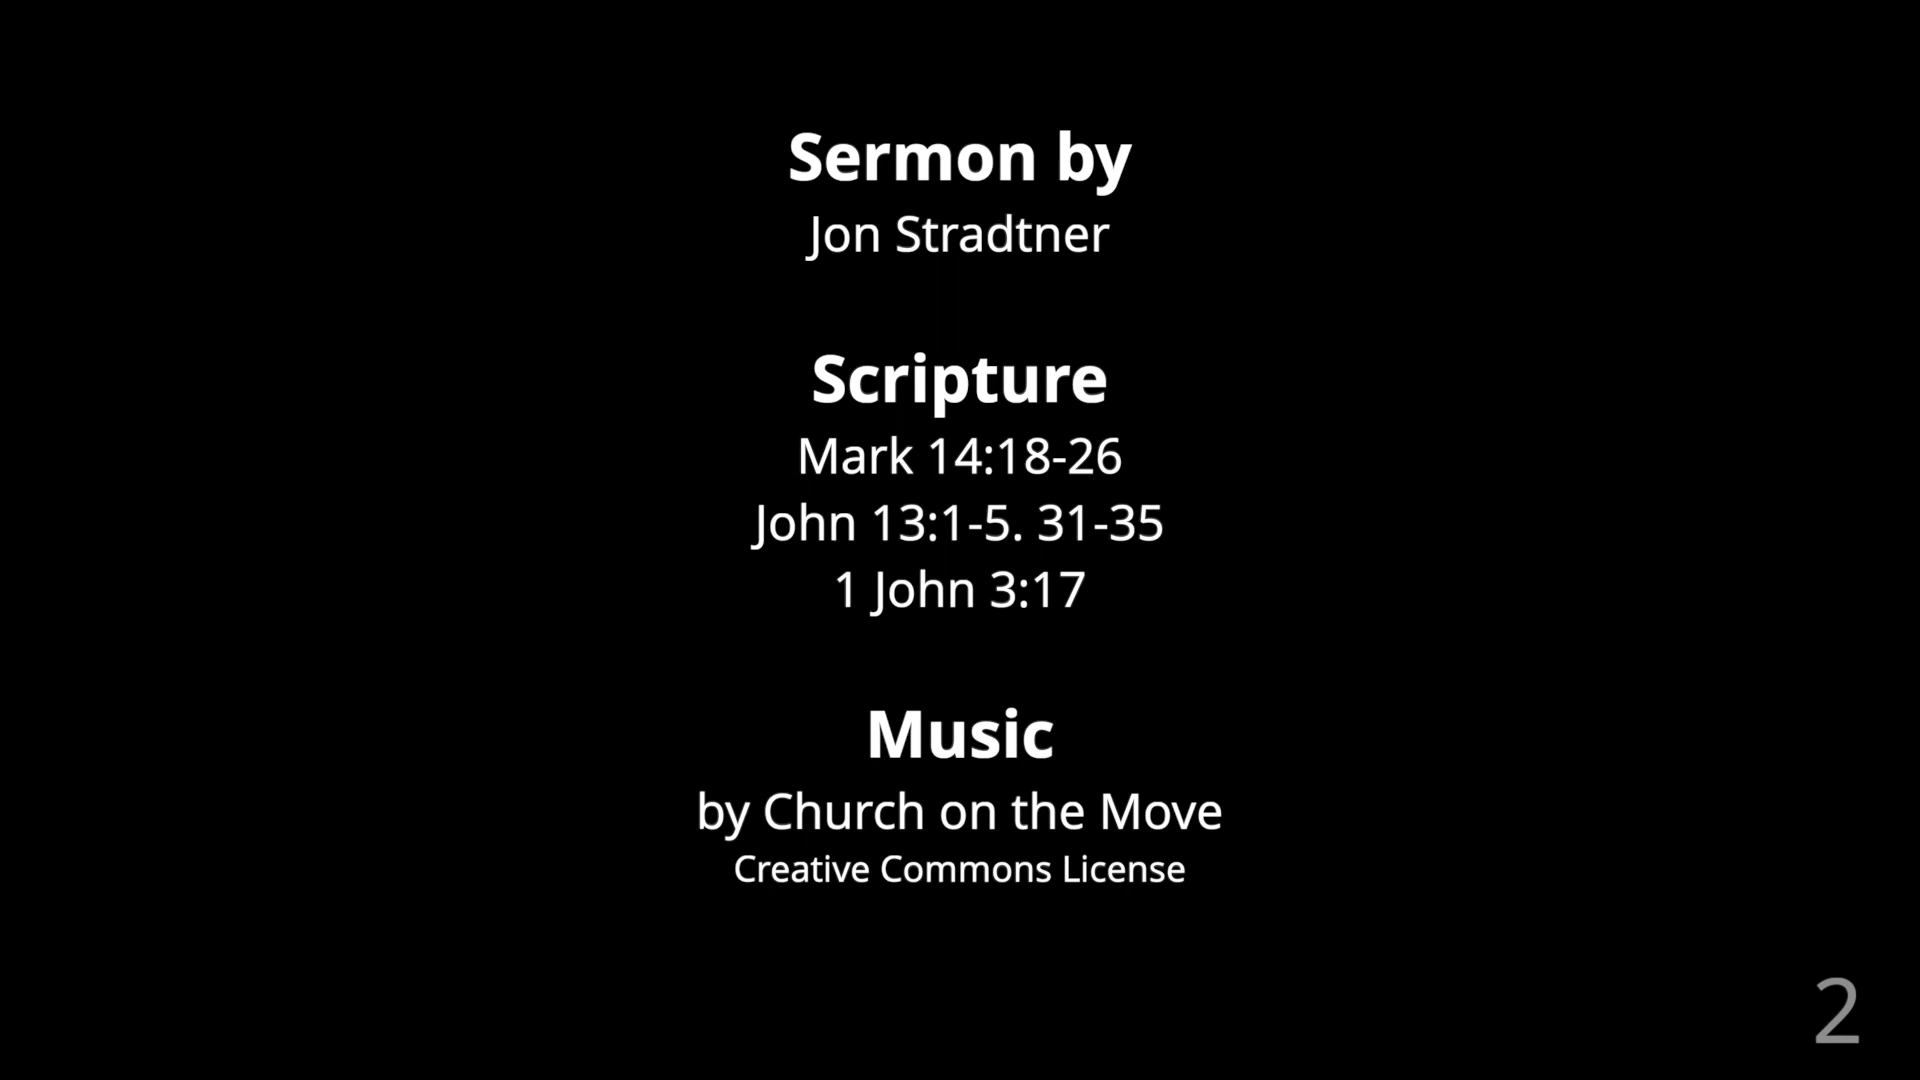 Sermon by
Jon Stradtner
Scripture
Mark 14:18-26
John 13:1-5. 31-35
1 John 3:17
Music
by Church on the Move
Creative Commons License
2